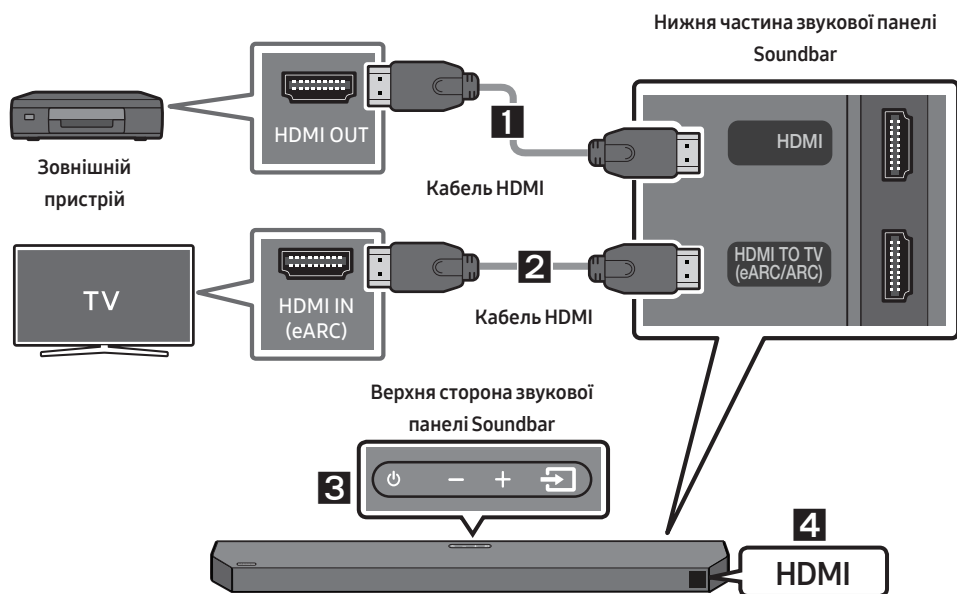 Нижня частина звукової панелі
Soundbar
HDMI OUT
1
HDMI
Зовнішній
пристрій
Кабель HDMI
TV
HDMI IN
(eARC)
2
HDMI TO TV
(eARC/ARC)
Кабель HDMI
Верхня сторона звукової
панелі Soundbar
3
4
HDMI